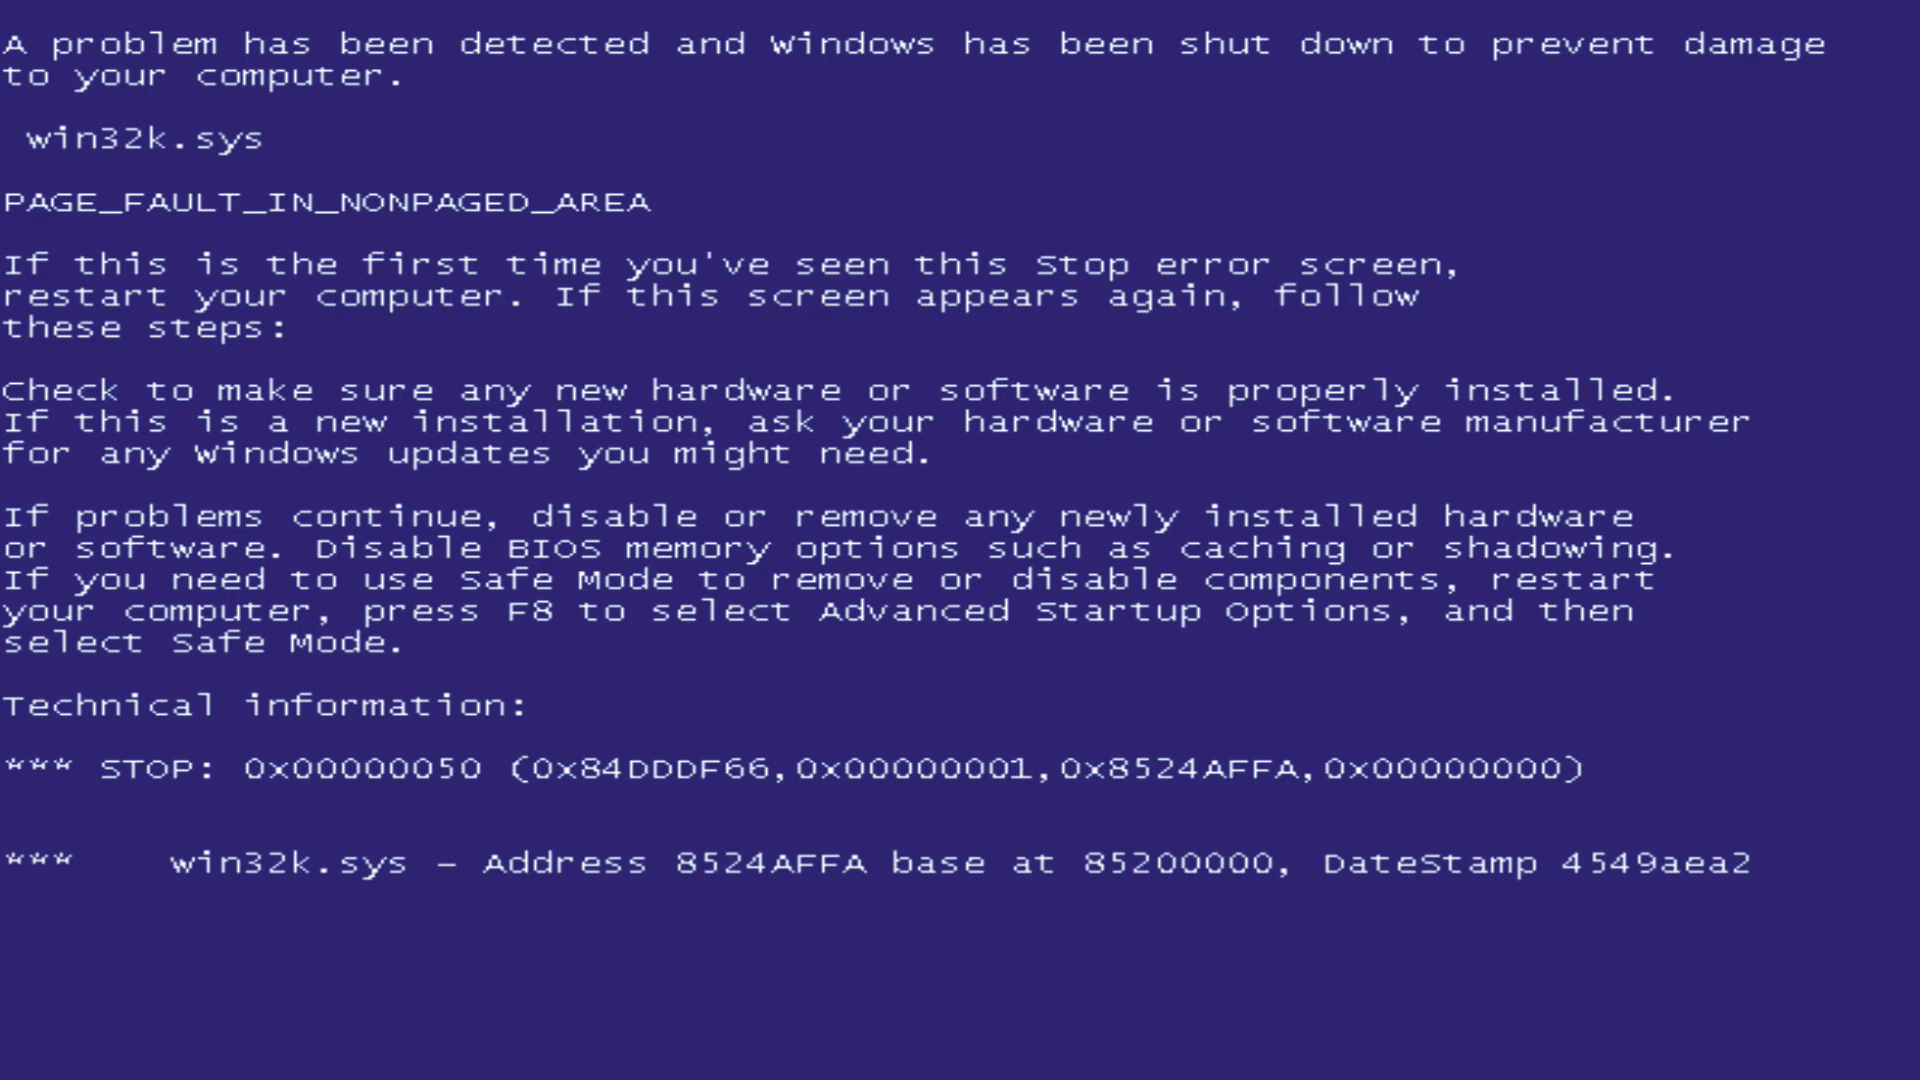 A problem has been detected and Windows has been shut down to prevent damage
to your computer.
win32k.sys
PAGE_FAULT_IN_NONPAGED_AREA
If this is the first time you've seen this Stop error screen,
restart your computer. If this screen appears again, follow
these steps:
Check to make sure any new hardware or software is properly installed.
If this is a new installation, ask your hardware or software manufacturer
for any Windows updates you might need.
If problems continue, disable or remove any newly installed hardware
or software. Disable BIOS memory options such as caching or shadowing.
If you need to use Safe Mode to remove or disable components, restart
your computer, press F8 to select Advanced Startup Options, and then
select Safe Mode.
Technical information:
*** STOP: 0x00000050 (0x84DDDF66,0x00000001,0x8524AFFA,0x00000000)
*** win32k.sys - Address 8524AFFA base at 85200000, DateStamp 4549aea2